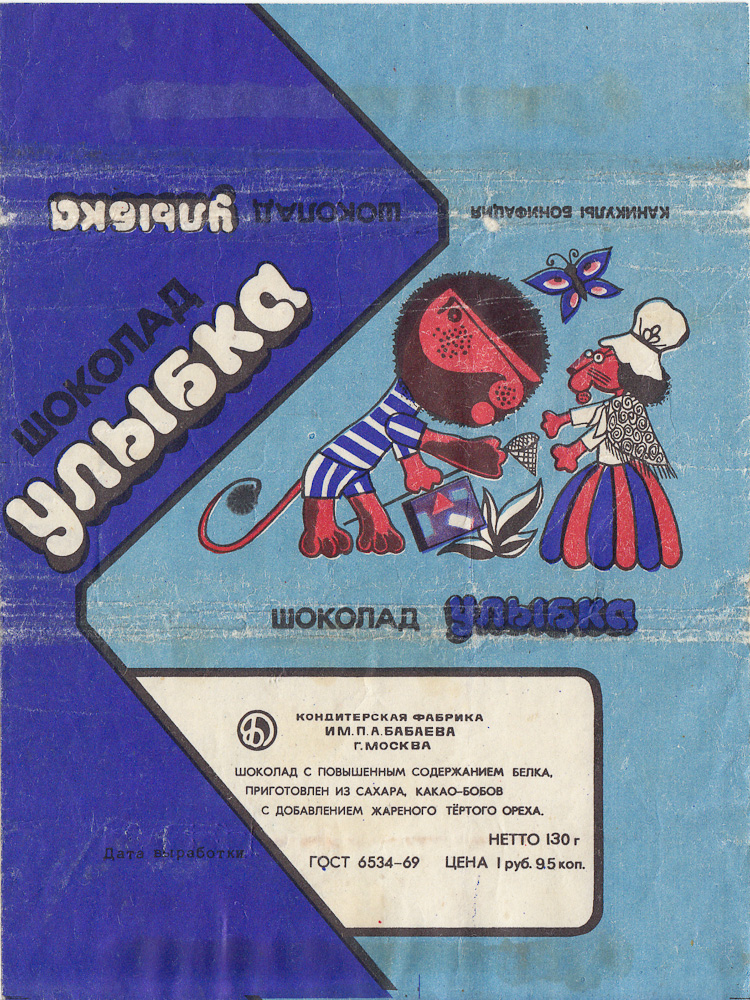 УЛЫБКА ШОКОЛАД
КАНИКУЛЫ БОНИФАЦИЯ
ШОКОЛАД
УЛЫБКА
ШОКОЛАД УЛЫБКА
КОНДИТЕРСКАЯ ФАБРИКА
ИМ. П. А. БАБАЕВА
Г. МОСКВА
ШОКОЛАД С ПОВЫШЕННЫМ СОДЕРЖАНИЕМ БЕЛКА,
ПРИГОТОВЛЕН ИЗ САХАРА, КАКАО-БОБОВ
С ДОБАВЛЕНИЕМ ЖАРЕНОГО ТЁРТОГО ОРЕХА.
НЕТТО 130 г
Дата выработки
ГОСТ 6534-69 ЦЕНА 1 руб. 95 коп.